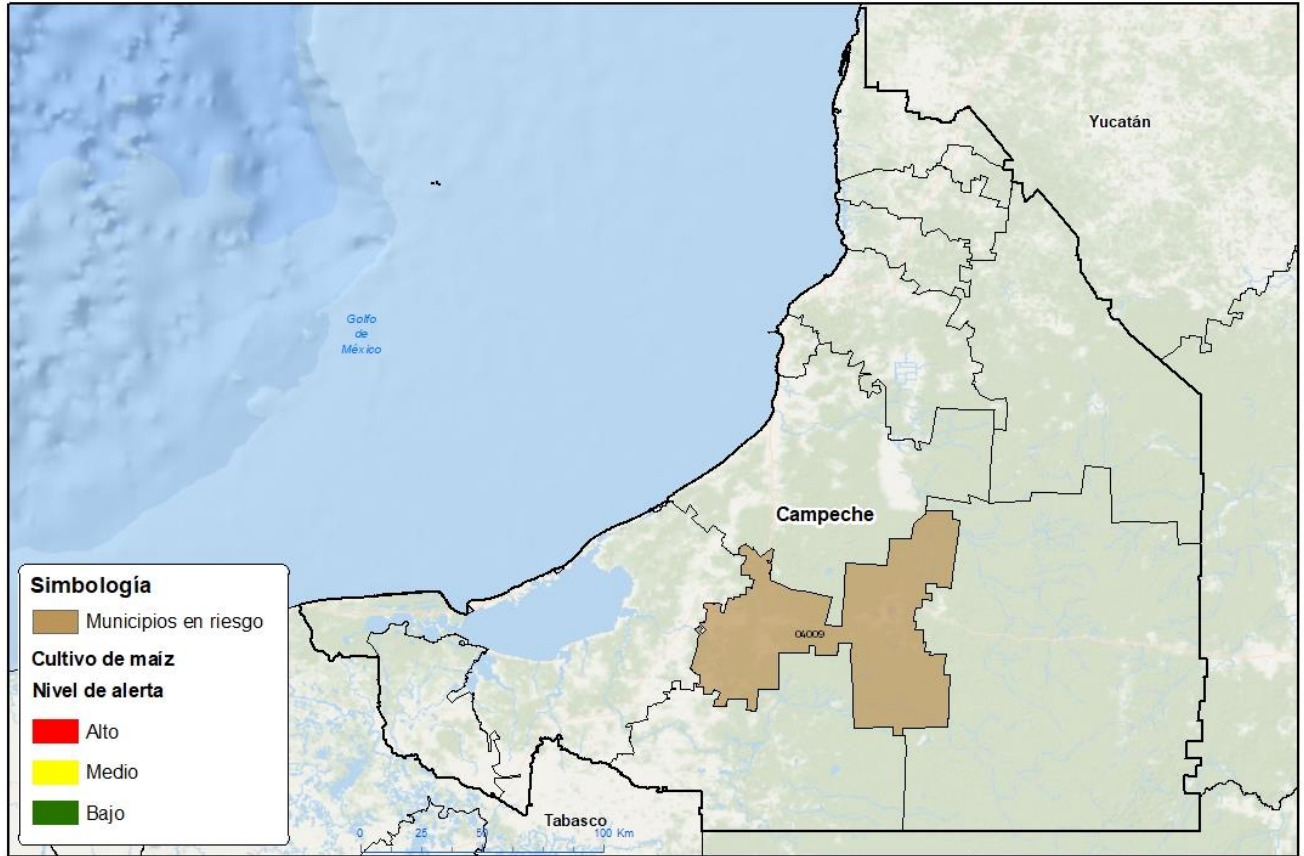 Yucatán
Golfo
de
México
Campeche
04009
Simbología
Municipios en riesgo
Cultivo de maíz
Nivel de alerta
Alto
Medio
Bajo
Tabasco
0 25 50 100 Km